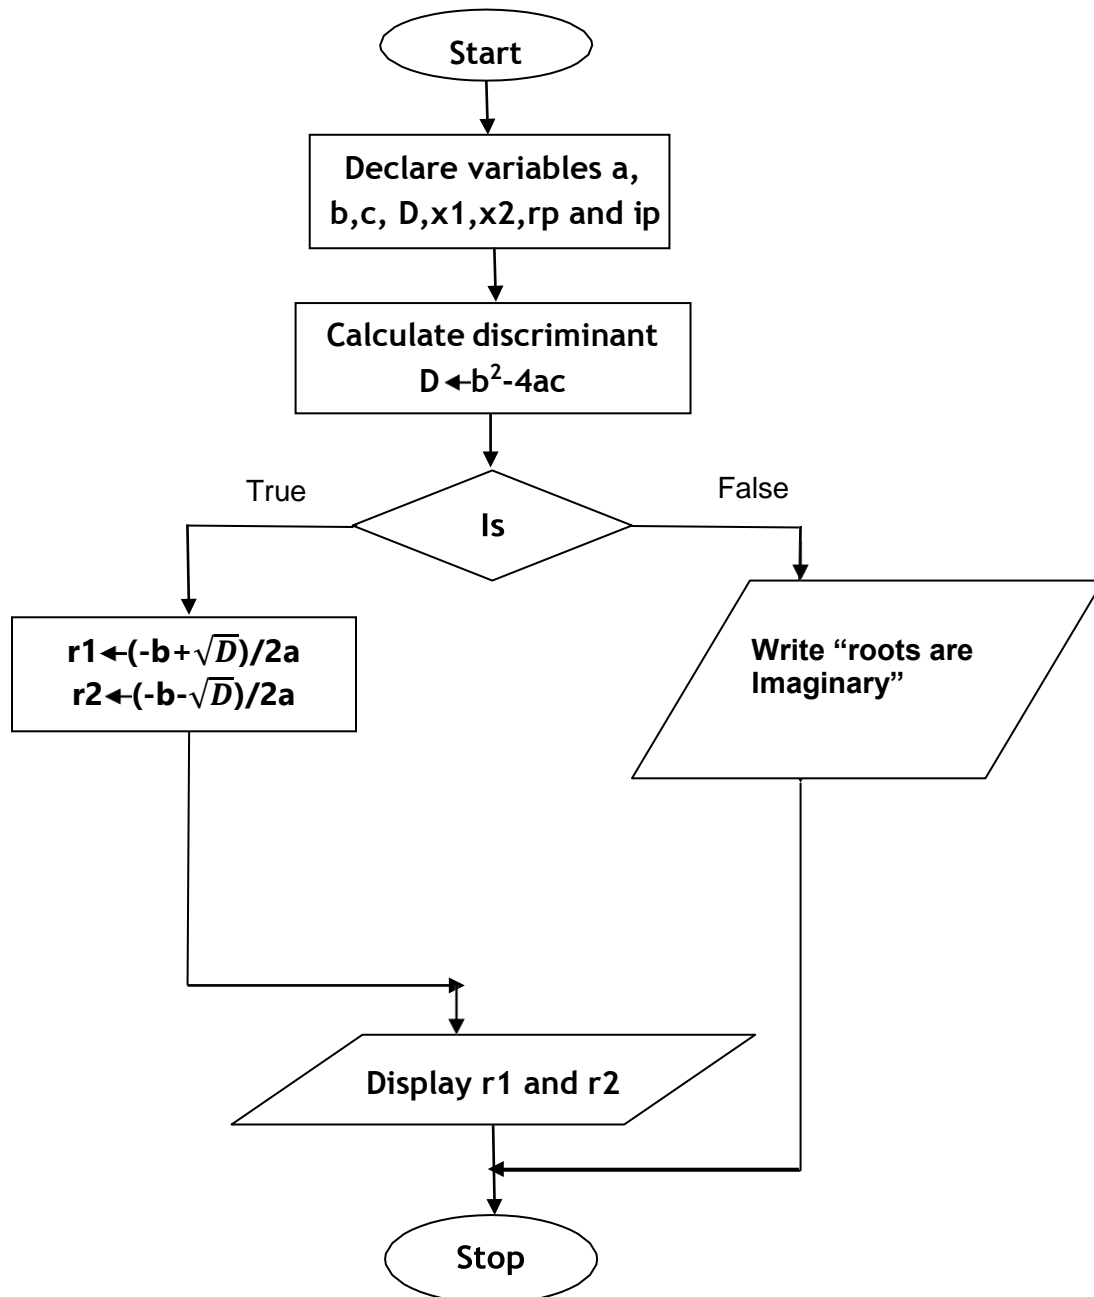 Start
Declare variables a,
b,c, D,x1,x2,rp and ip
Calculate discriminant
D←b²-4ac
True
False
Is
r1←(-b+√D)/2a
r2←(-b-√D)/2a
Write “roots are
Imaginary”
Display r1 and r2
Stop